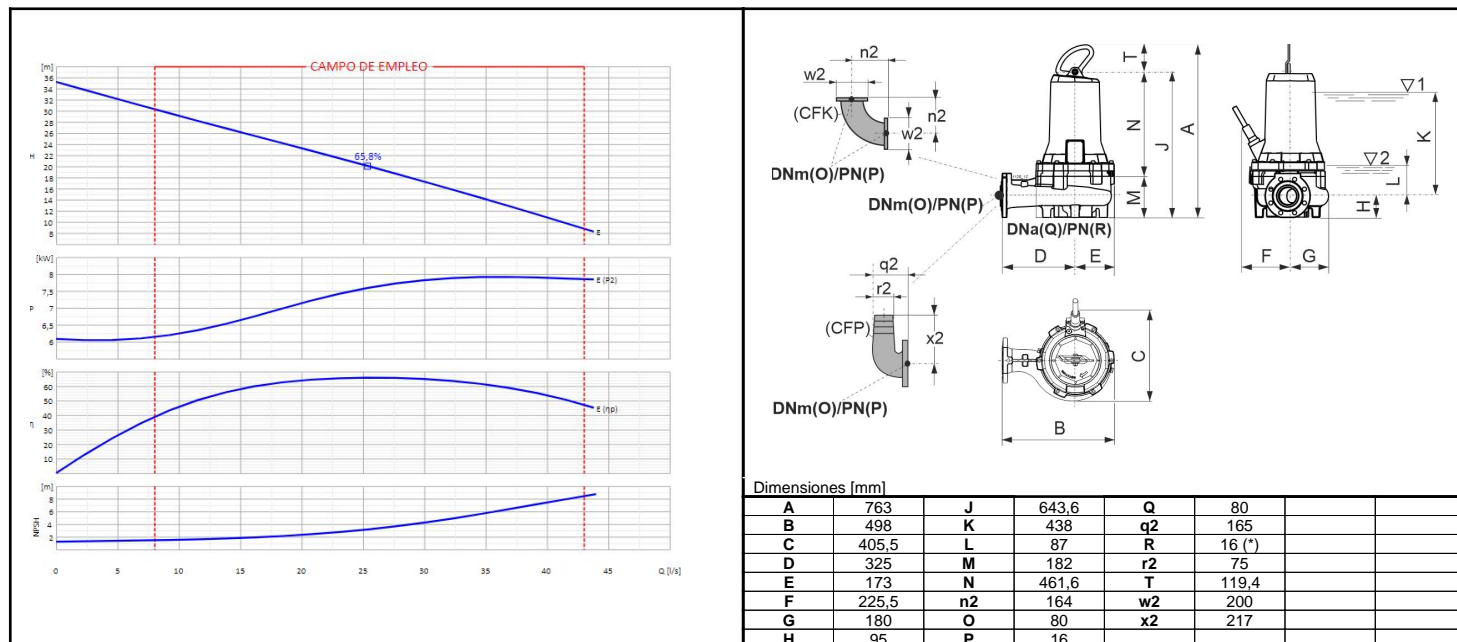 CAMPO DE EMPLEO
[m]
36
34
32
30
28
26
24
22
20
18
16
14
12
10
8
H
65,8%
E
[kW]
8
7,5
7
6,5
6
P
E (P2)
[%]
60
50
40
30
20
10
η
E (ηp)
[m]
8
6
4
2
NPSH
0 5 10 15 20 25 30 35 40 45 Q [l/s]
n2
w2
(CFK)
n2
w2
DNm(O)/PN(P)
DNm(O)/PN(P)
DNa(Q)/PN(R)
T
N
J
A
M
D E
▽1
▽2
K
L
H
F G
q2
r2
(CFP)
x2
DNm(O)/PN(P)
C
B
Dimensiones [mm]
A 763 J 643,6 Q 80
B 498 K 438 q2 165
C 405,5 L 87 R 16 (*)
D 325 M 182 r2 75
E 173 N 461,6 T 119,4
F 225,5 n2 164 w2 200
G 180 O 80 x2 217
H 95 P 16